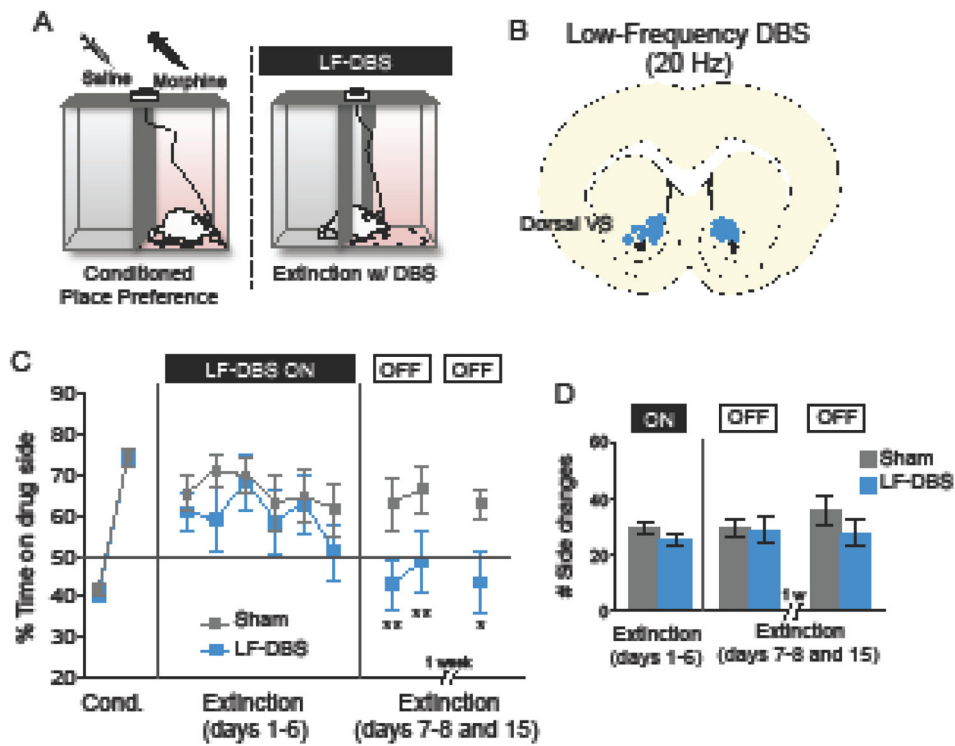 A
Saline
Morphine
LF-DBS
Conditioned
Place Preference
Extinction w/ DBS
B
Low-Frequency DBS
(20 Hz)
Dorsal VS
C
LF-DBS ON
OFF
OFF
% Time on drug side
90
80
70
60
50
40
30
20
Sham
LF-DBS
**
**
*
1 week
Cond.
Extinction
(days 1-6)
Extinction
(days 7-8 and 15)
D
ON
OFF
OFF
# Side changes
60
40
20
0
Sham
LF-DBS
1 w
Extinction
(days 1-6)
Extinction
(days 7-8 and 15)